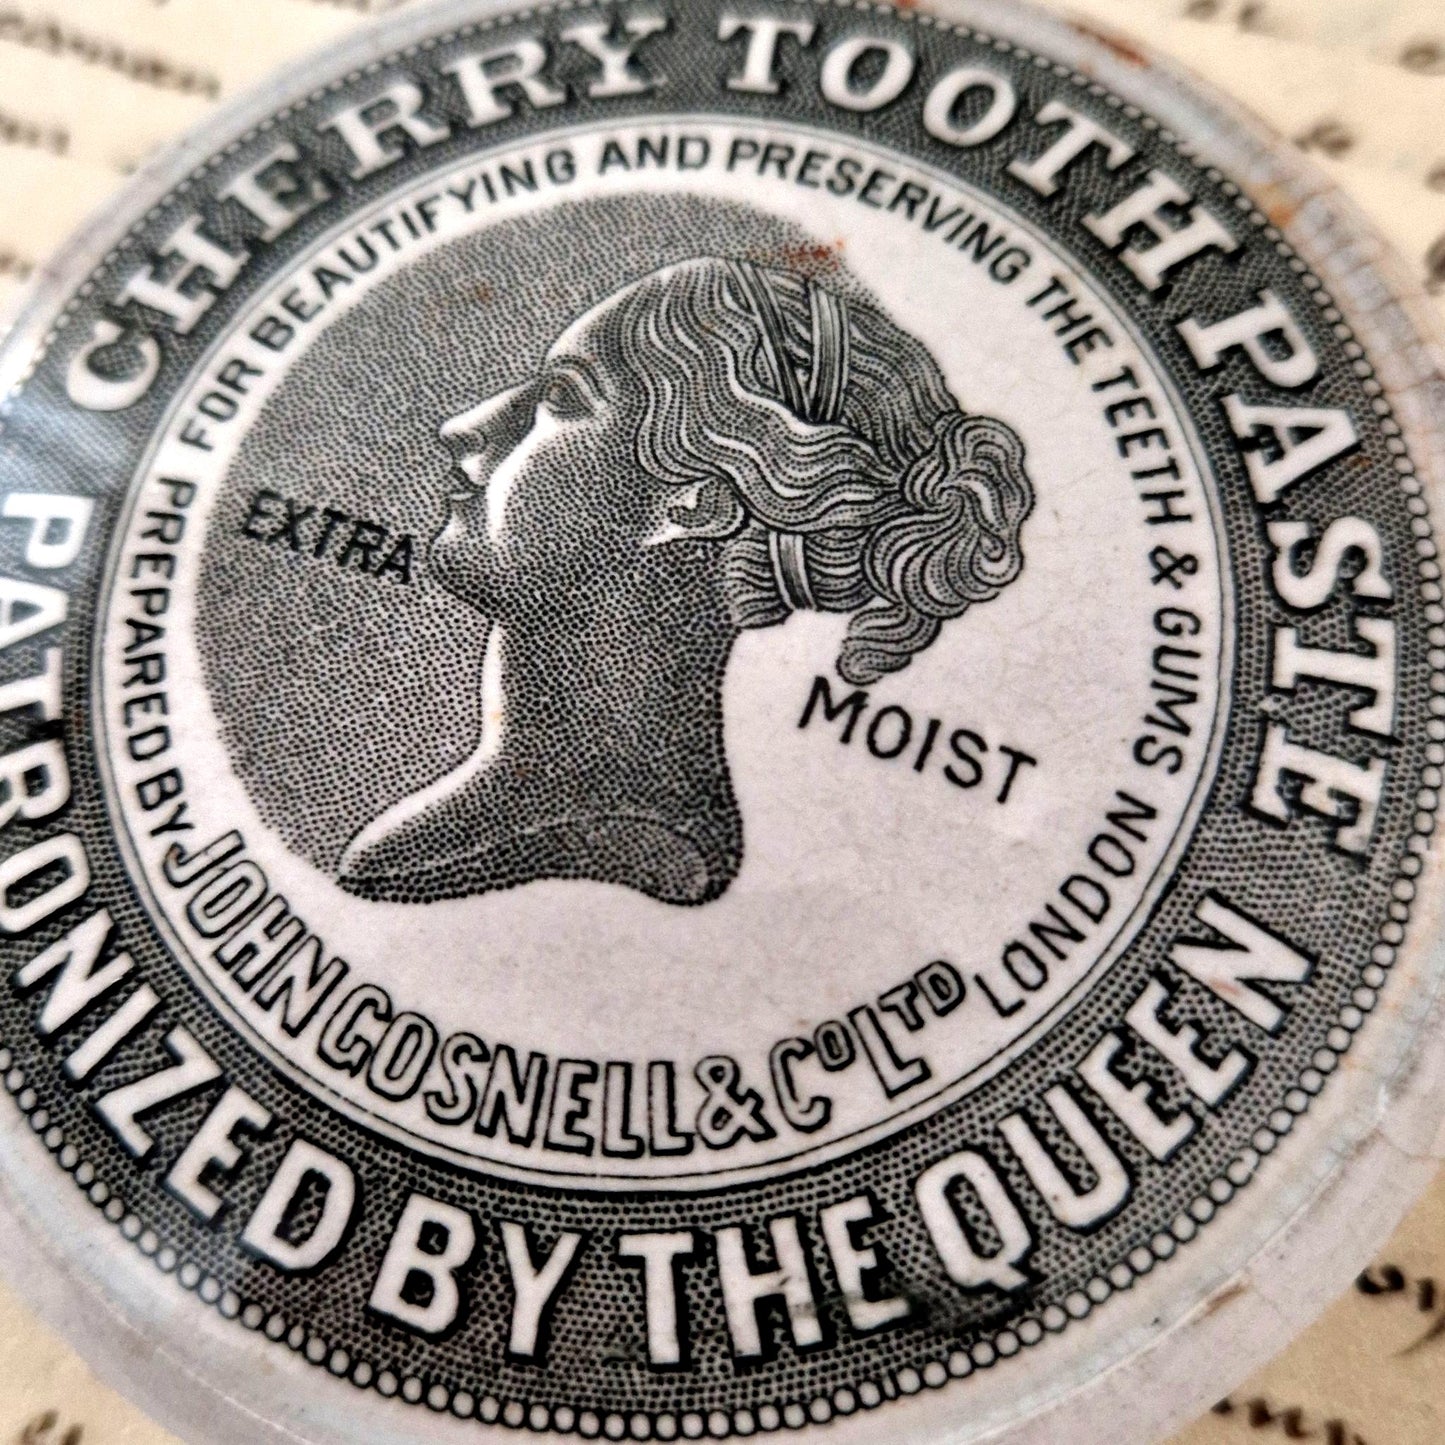 CHERRY TOOTH PASTE
PATRONIZED BY THE QUEEN
FOR BEAUTIFYING AND PRESERVING THE TEETH & GUMS
PREPARED BY JOHN GOSNELL & Co LTD LONDON
EXTRA
MOIST